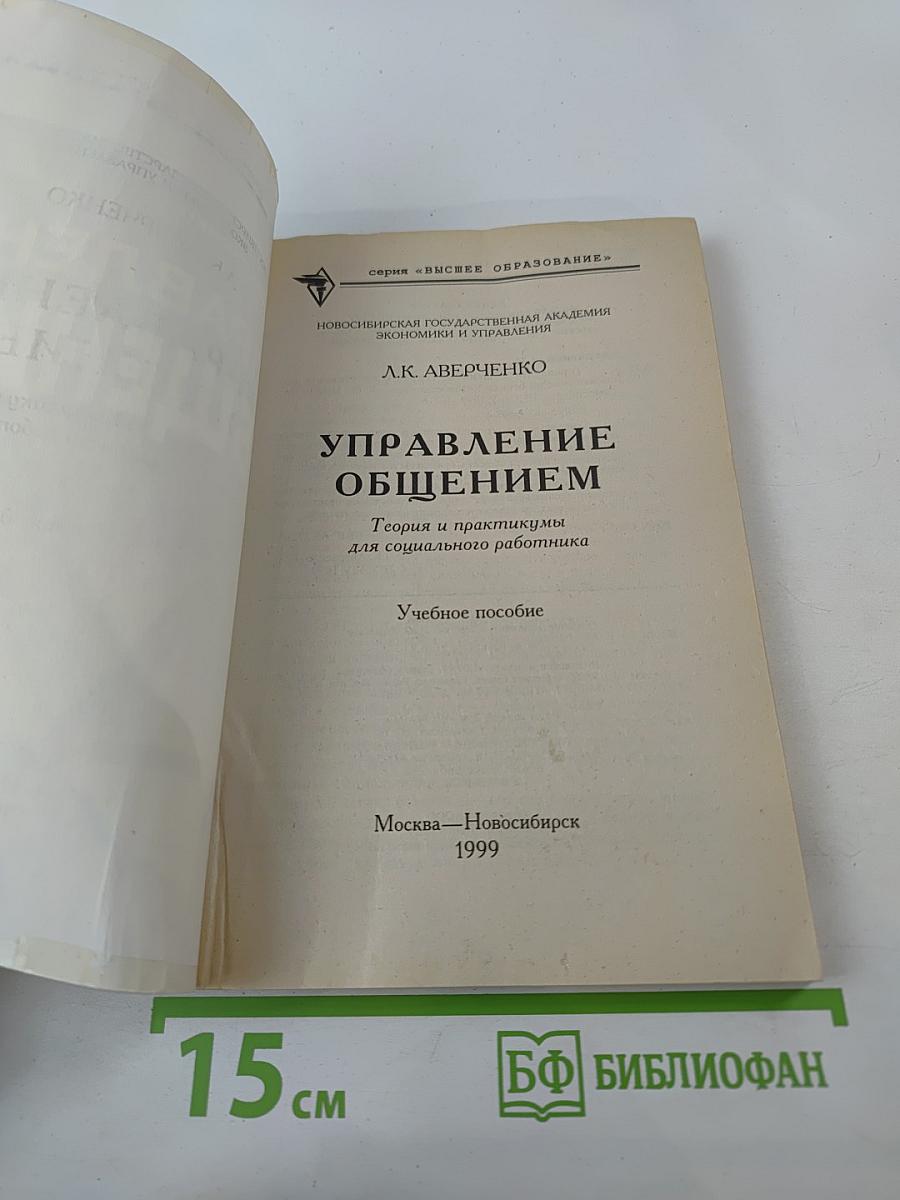 серия «ВЫСШЕЕ ОБРАЗОВАНИЕ»
НОВОСИБИРСКАЯ ГОСУДАРСТВЕННАЯ АКАДЕМИЯ
ЭКОНОМИКИ И УПРАВЛЕНИЯ
Л.К. АВЕРЧЕНКО
УПРАВЛЕНИЕ
ОБЩЕНИЕМ
Теория и практикумы
для социального работника
Учебное пособие
Москва—Новосибирск
1999
15 см
БФ БИБЛИОФАН